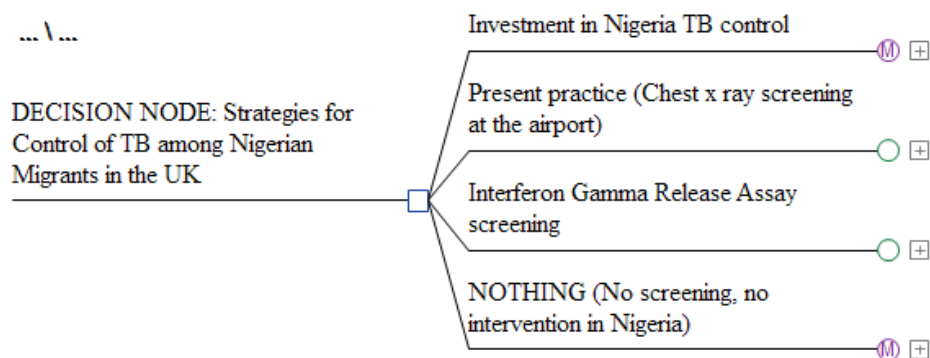 ... \ ...
Investment in Nigeria TB control
M
DECISION NODE: Strategies for
Control of TB among Nigerian
Migrants in the UK
Present practice (Chest x ray screening
at the airport)
Interferon Gamma Release Assay
screening
NOTHING (No screening, no
intervention in Nigeria)
M